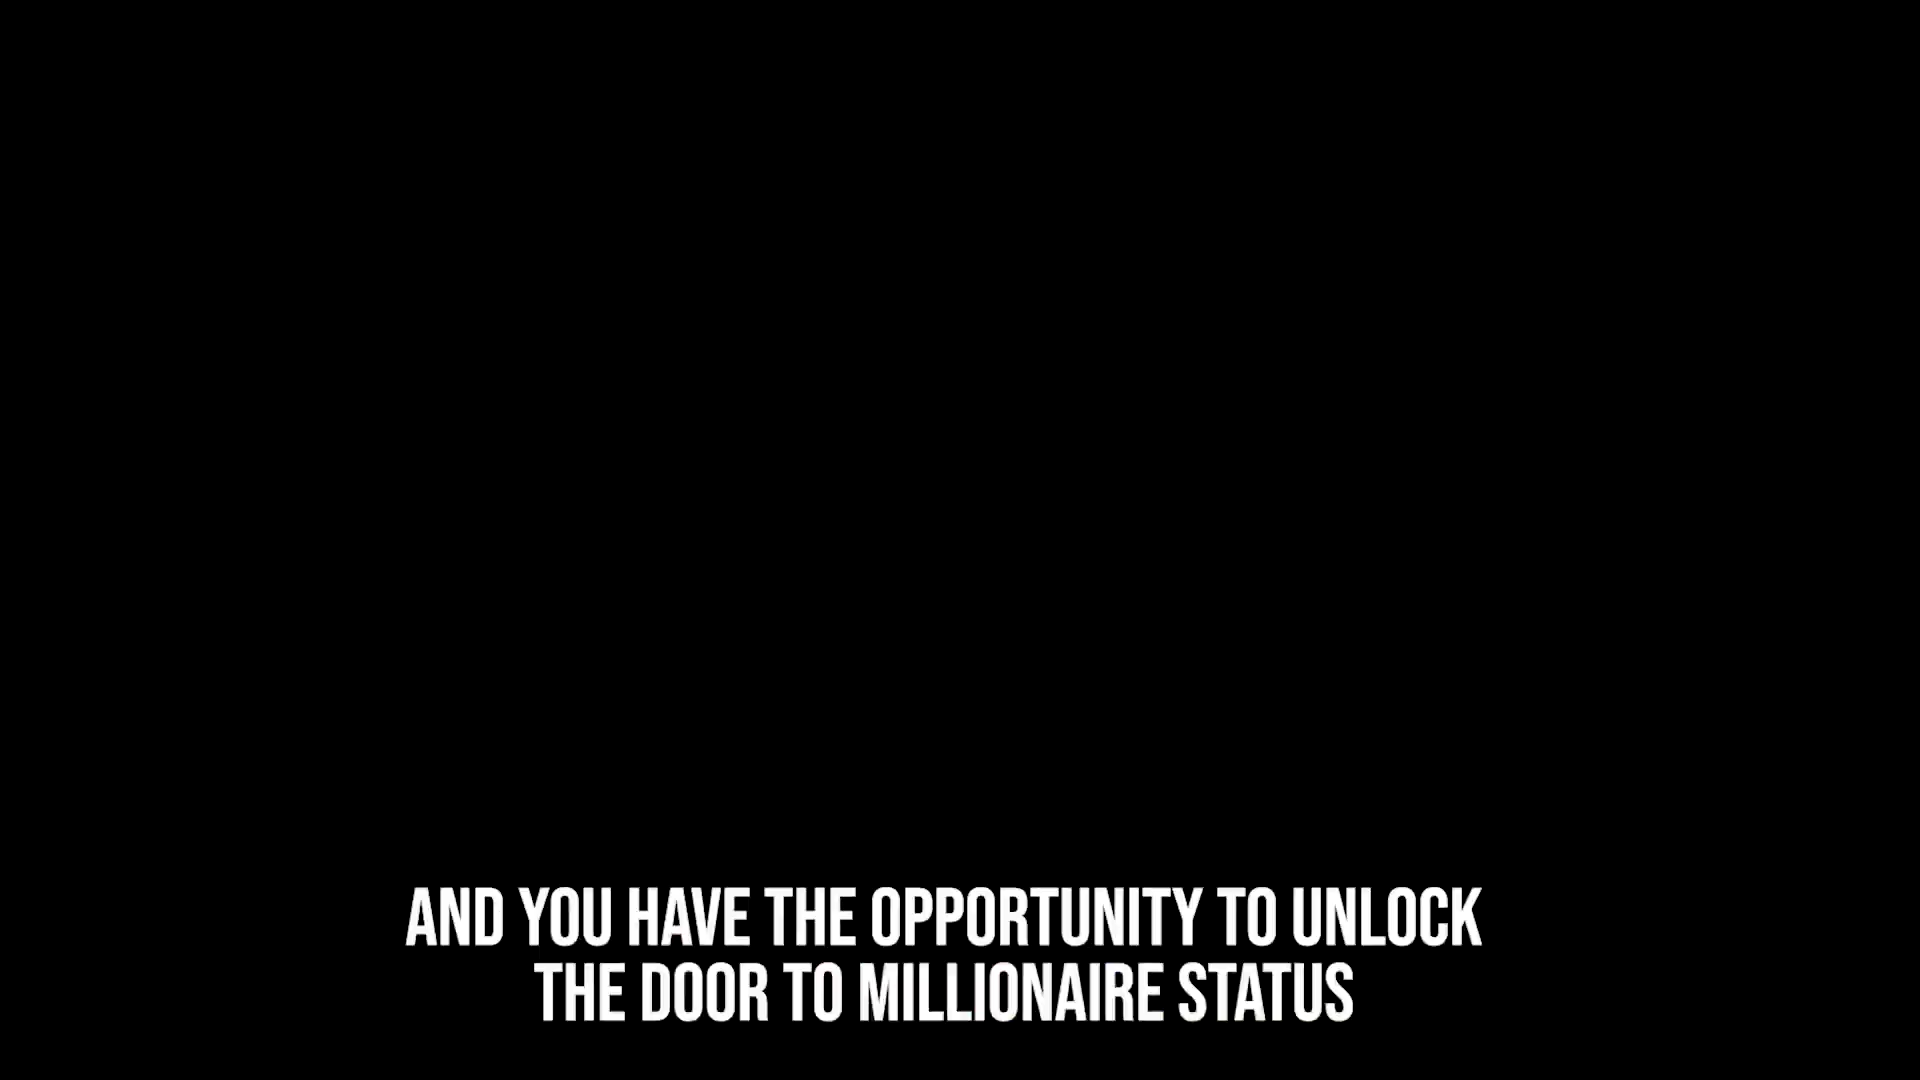 AND YOU HAVE THE OPPORTUNITY TO UNLOCK
THE DOOR TO MILLIONAIRE STATUS